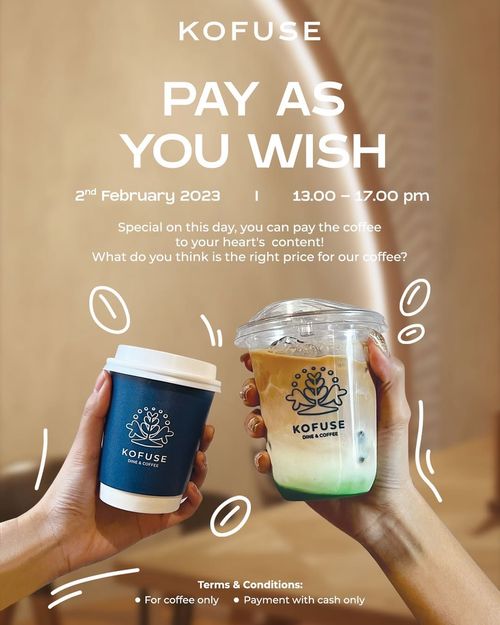 KOFUSE
PAY AS
YOU WISH
2nd February 2023 | 13.00 – 17.00 pm
Special on this day, you can pay the coffee
to your heart's content!
What do you think is the right price for our coffee?
KOFUSE
DINE & COFFEE
KOFUSE
DINE & COFFEE
Terms & Conditions:
• For coffee only • Payment with cash only